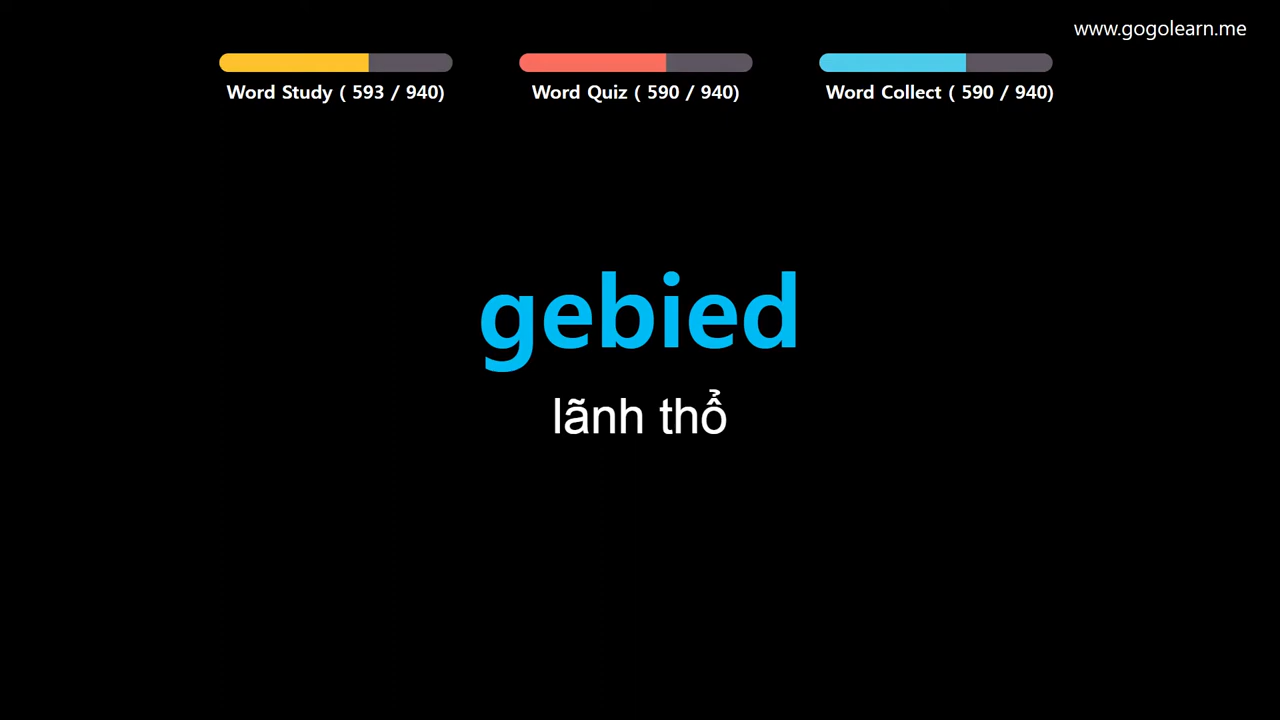 www.gogolearn.me
Word Study ( 593 / 940)
Word Quiz ( 590 / 940)
Word Collect ( 590 / 940)
gebied
lãnh thổ